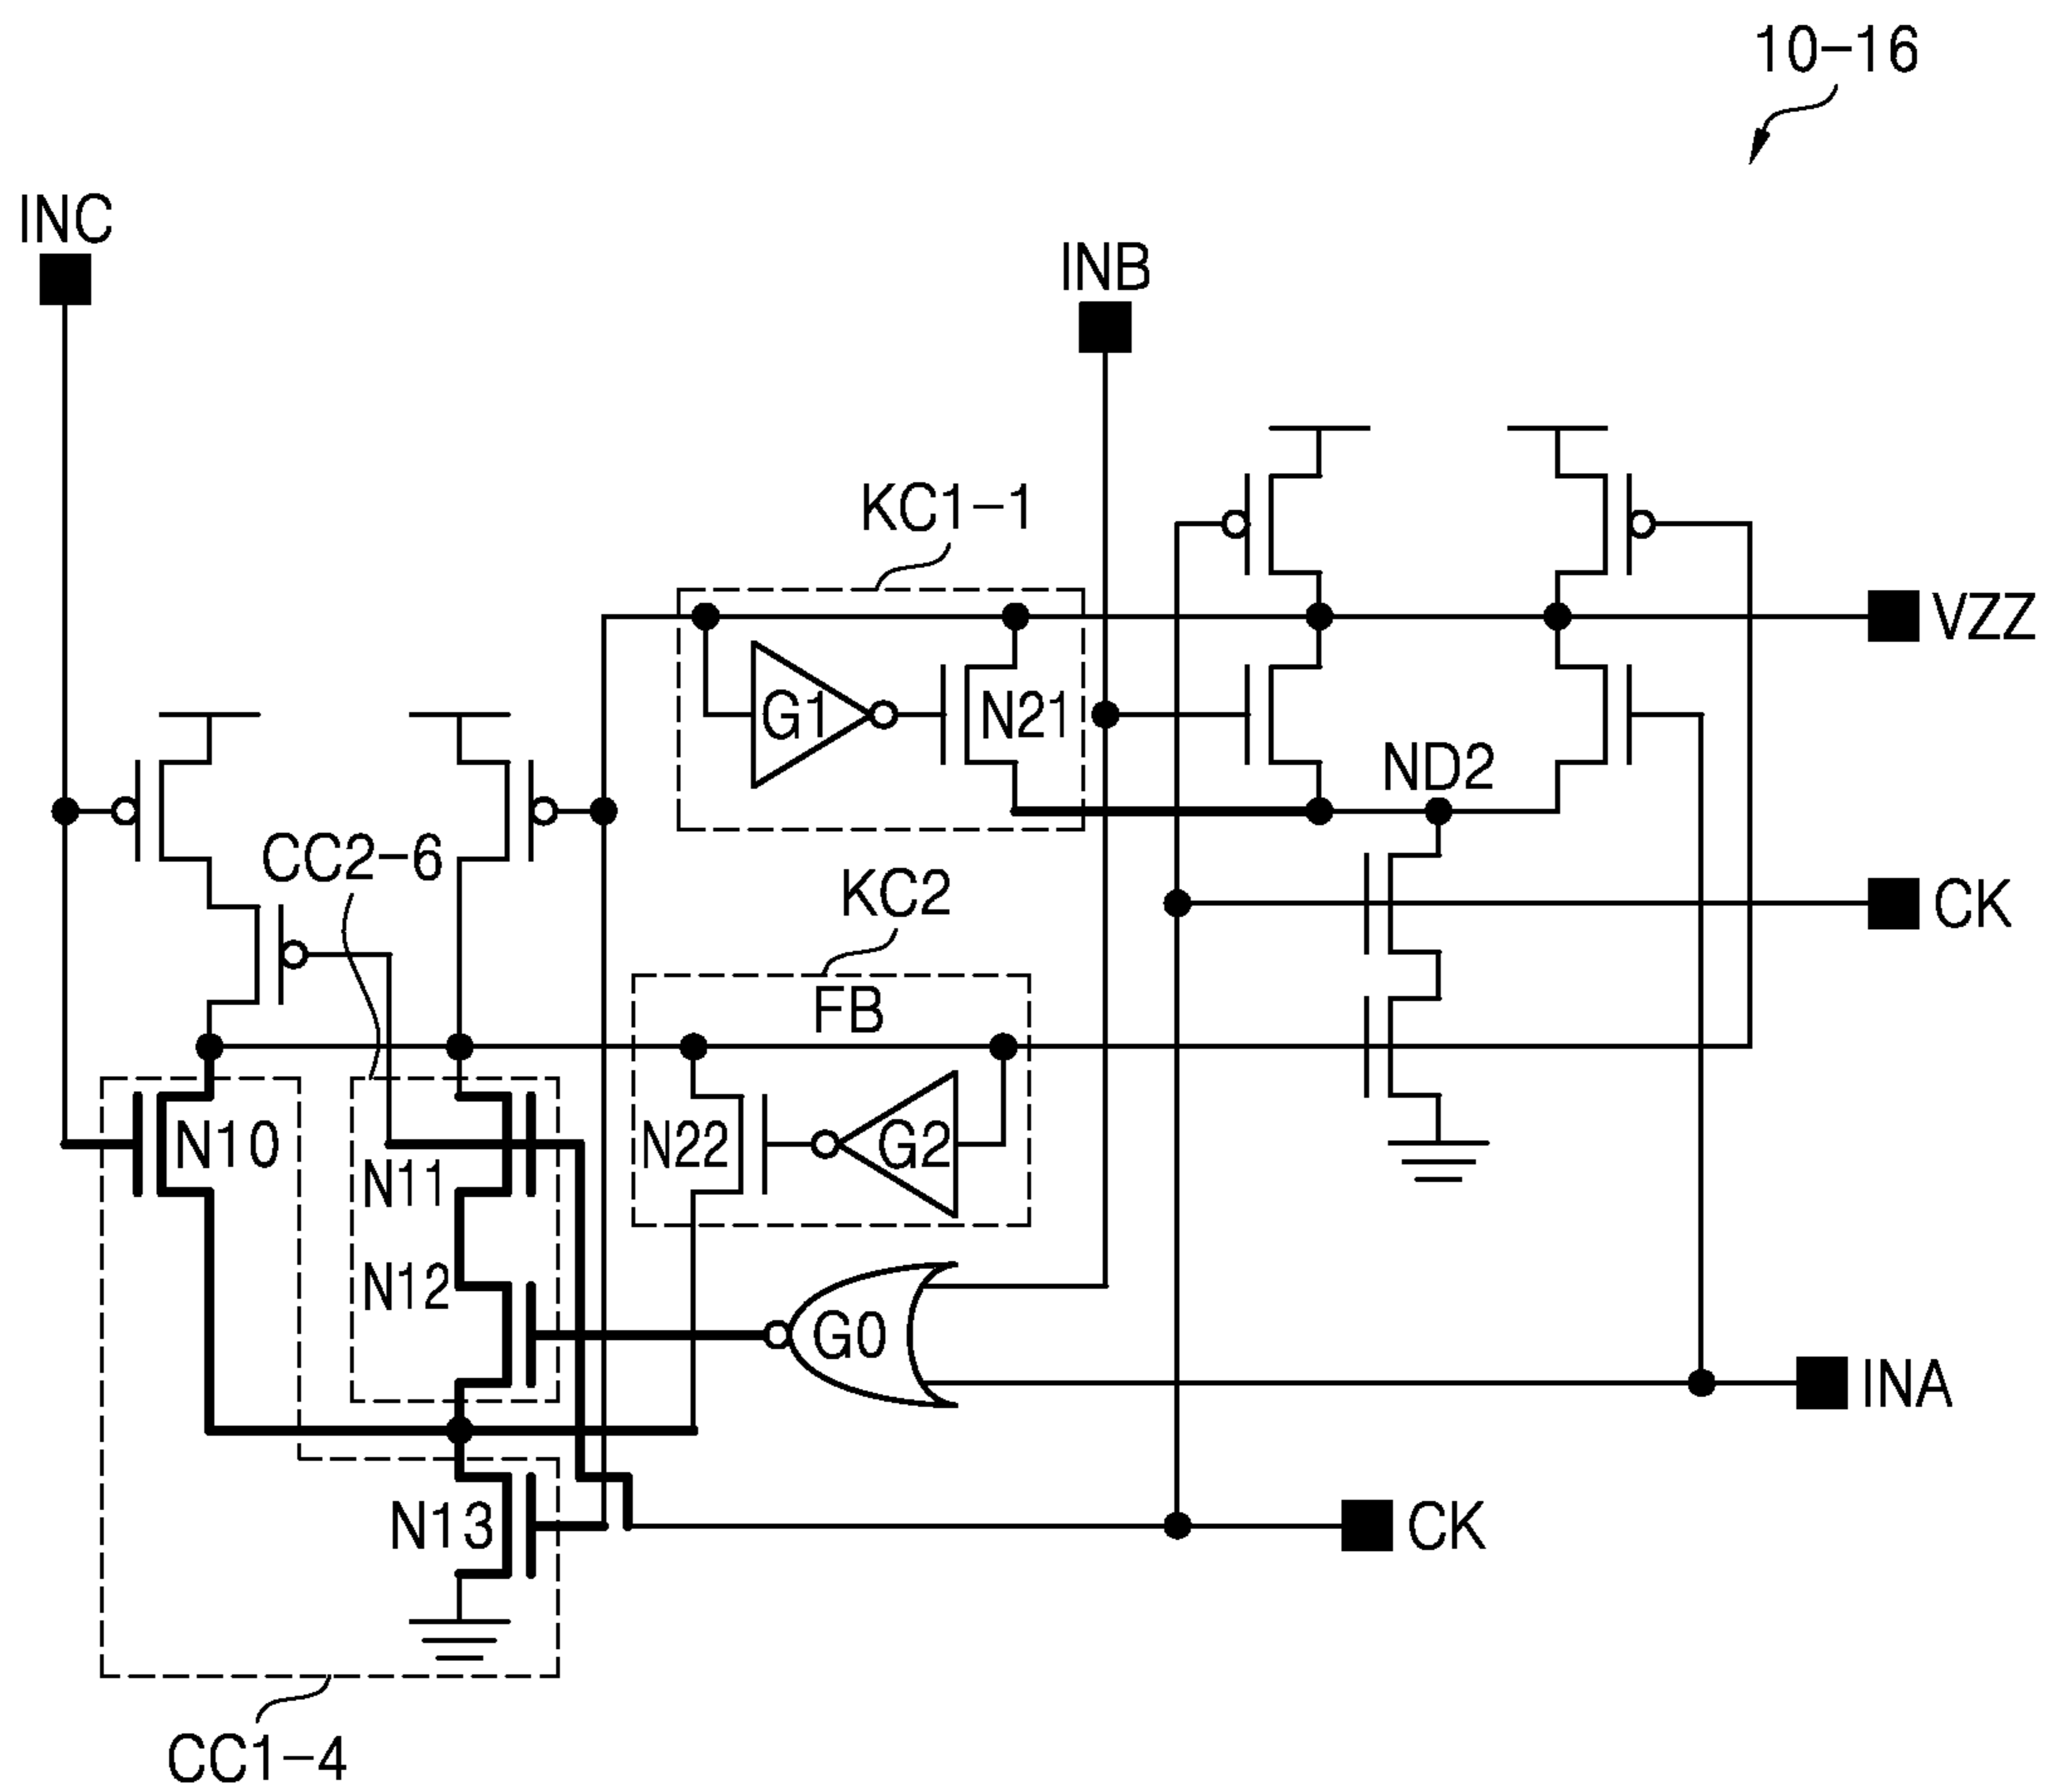 10-16
INC
INB
KC1-1
VZZ
G1
N21
ND2
CC2-6
KC2
CK
FB
N10
N11
N22
G2
N12
G0
INA
N13
CK
CC1-4